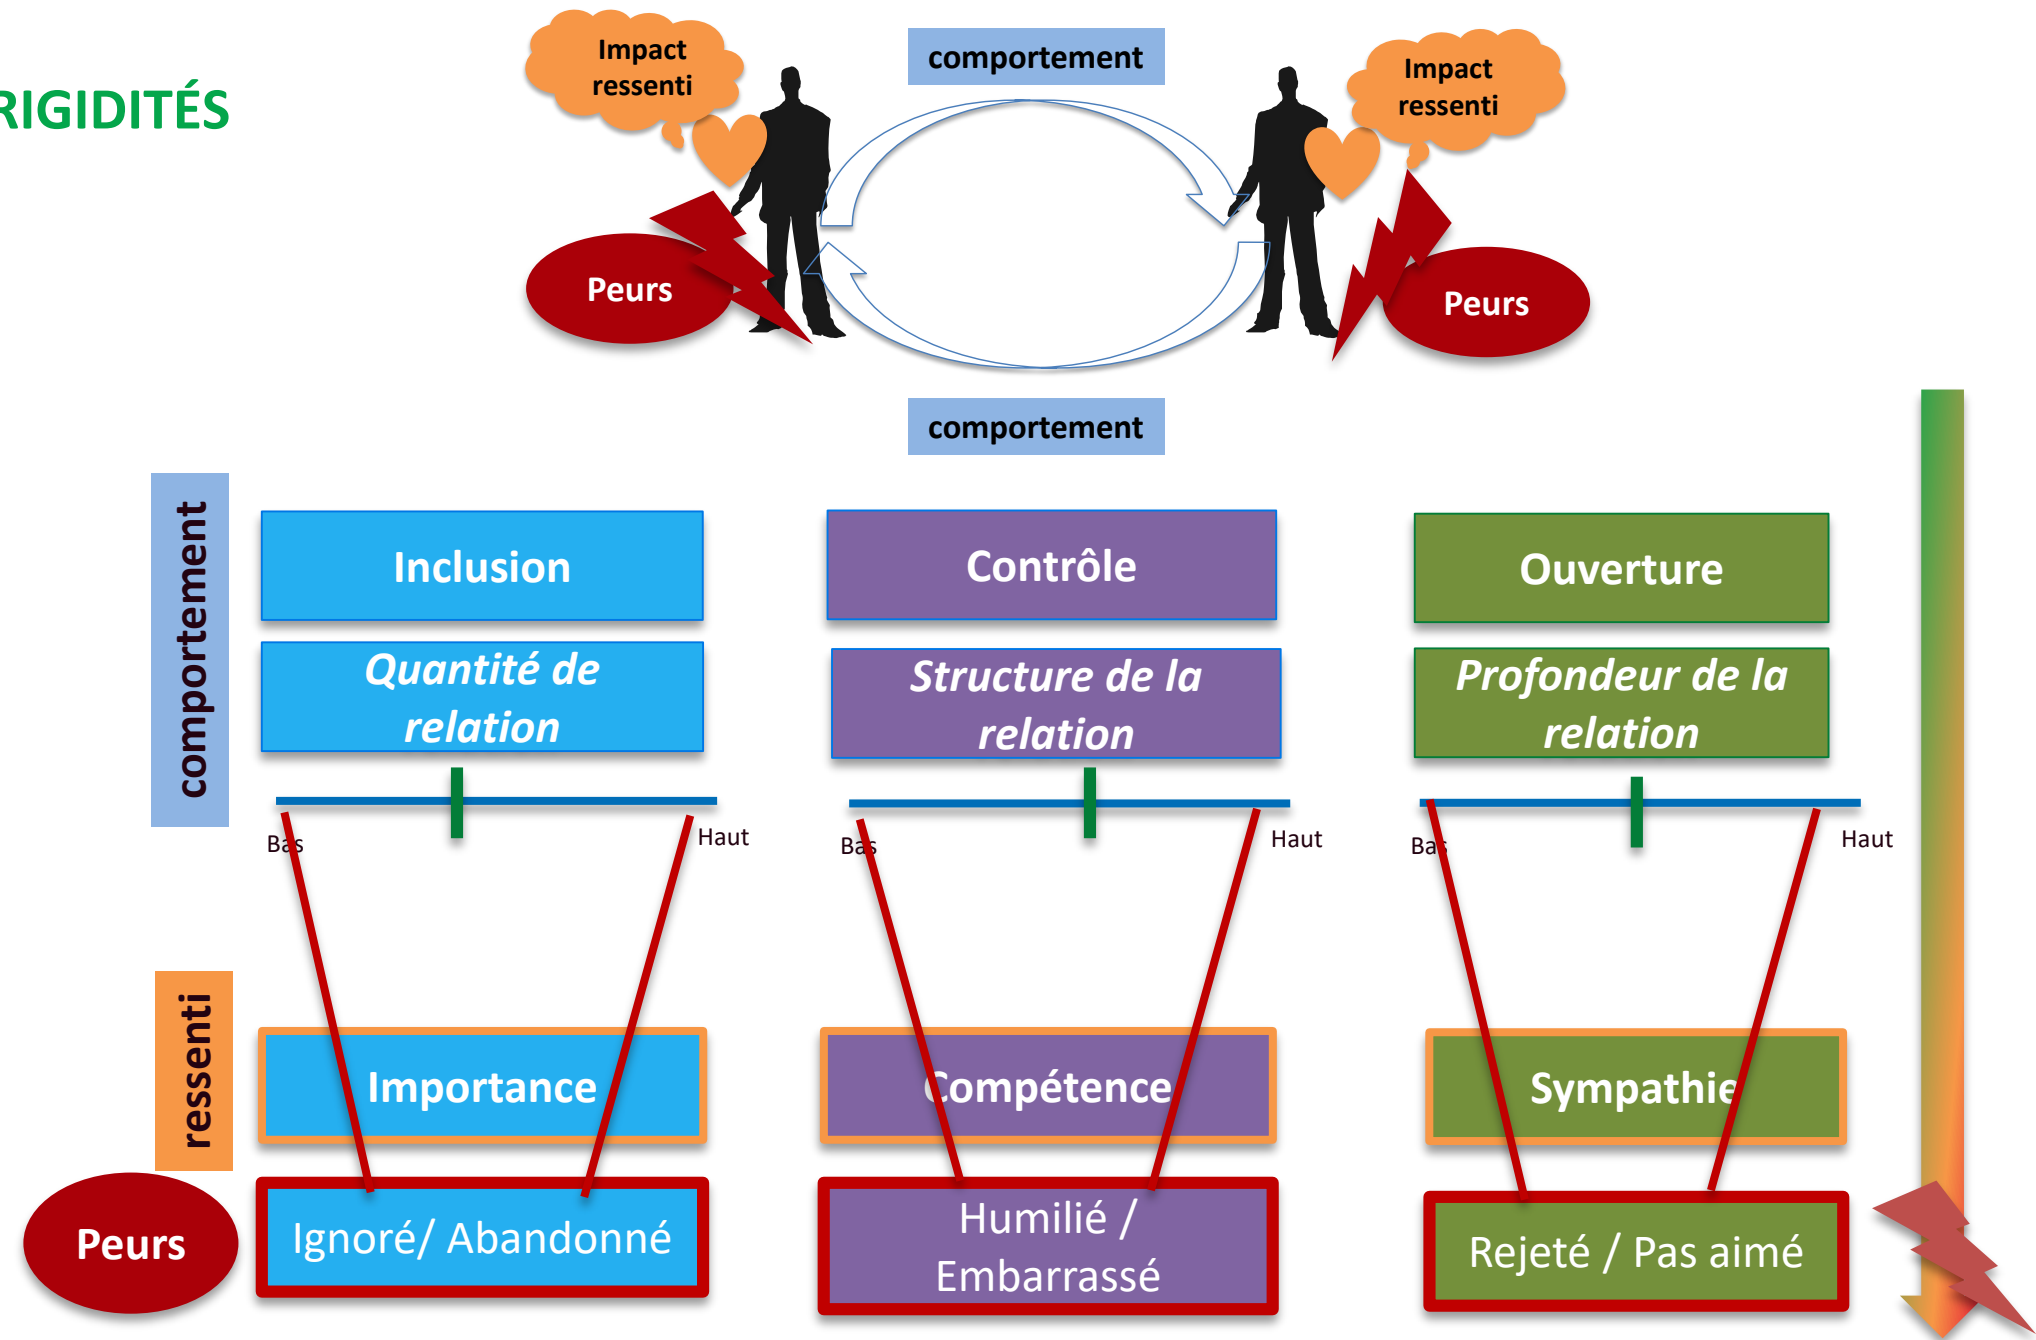 RIGIDITÉS
Impact
ressenti
comportement
Impact
ressenti
Peurs
Peurs
comportement
comportement
Inclusion
Contrôle
Ouverture
Quantité de
relation
Structure de la
relation
Profondeur de la
relation
Bas
Haut
Bas
Haut
Bas
Haut
ressenti
Importance
Compétence
Sympathie
Peurs
Ignoré/ Abandonné
Humilié /
Embarrassé
Rejeté / Pas aimé